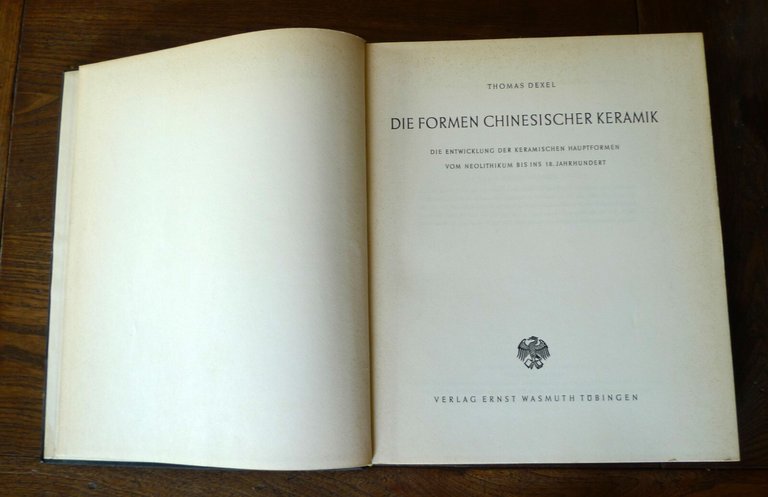 THOMAS DEXEL
DIE FORMEN CHINESISCHER KERAMIK
DIE ENTWICKLUNG DER KERAMISCHEN HAUPTFORMEN
VOM NEOLITHIKUM BIS INS 18. JAHRHUNDERT
VERLAG ERNST WASMUTH TÜBINGEN